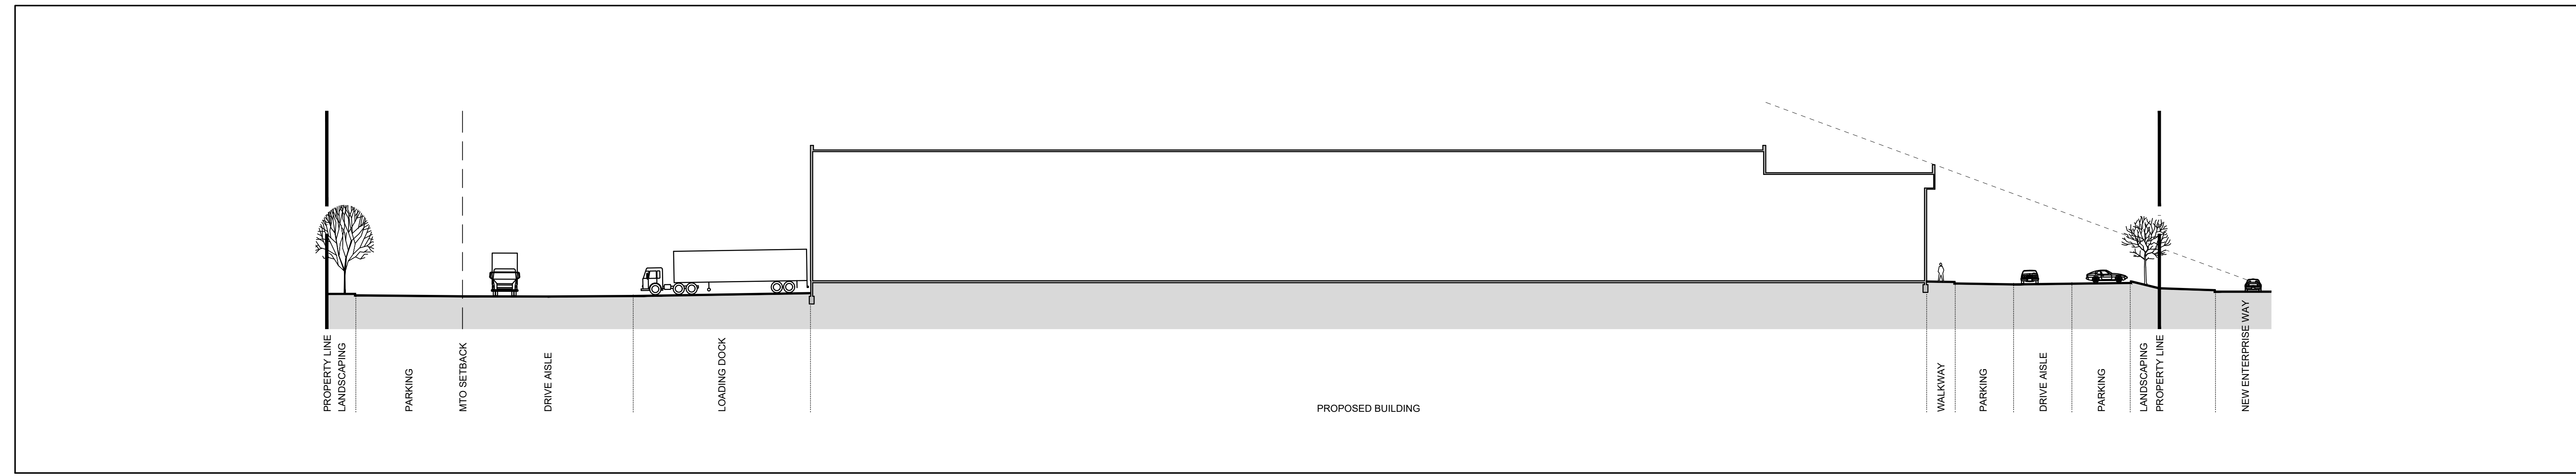 PROPERTY LINE
LANDSCAPING
PARKING
MTO SETBACK
DRIVE AISLE
LOADING DOCK
PROPOSED BUILDING
WALKWAY
PARKING
DRIVE AISLE
PARKING
LANDSCAPING
PROPERTY LINE
NEW ENTERPRISE WAY